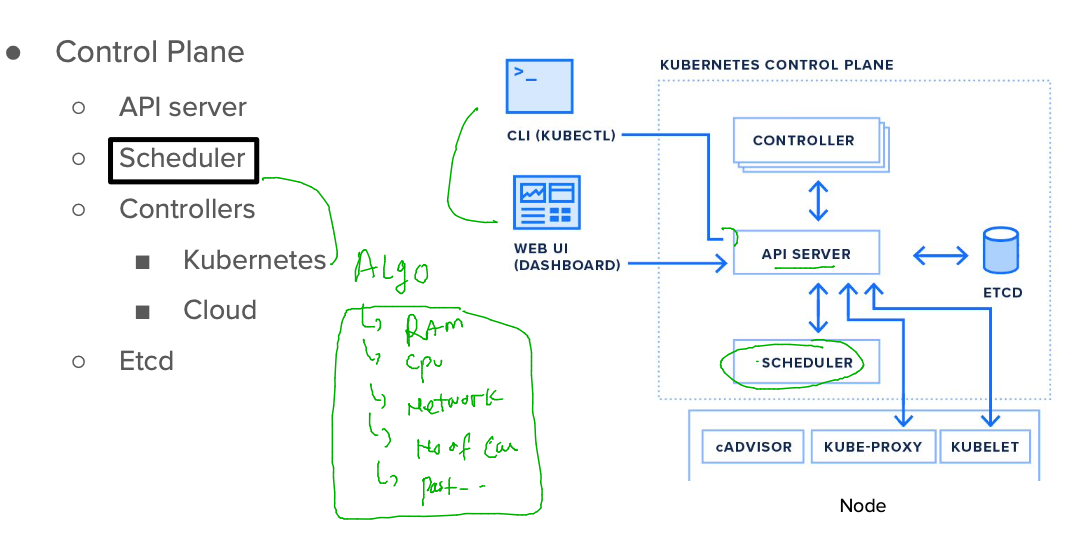 ● Control Plane
○ API server
○ Scheduler
○ Controllers
■ Kubernetes
■ Cloud
○ Etcd
Algo
RAM
CPU
Network
No of
Past--
>_
CLI (KUBECTL)
WEB UI
(DASHBOARD)
KUBERNETES CONTROL PLANE
CONTROLLER
API SERVER
ETCD
SCHEDULER
cADVISOR
KUBE-PROXY
KUBELET
Node